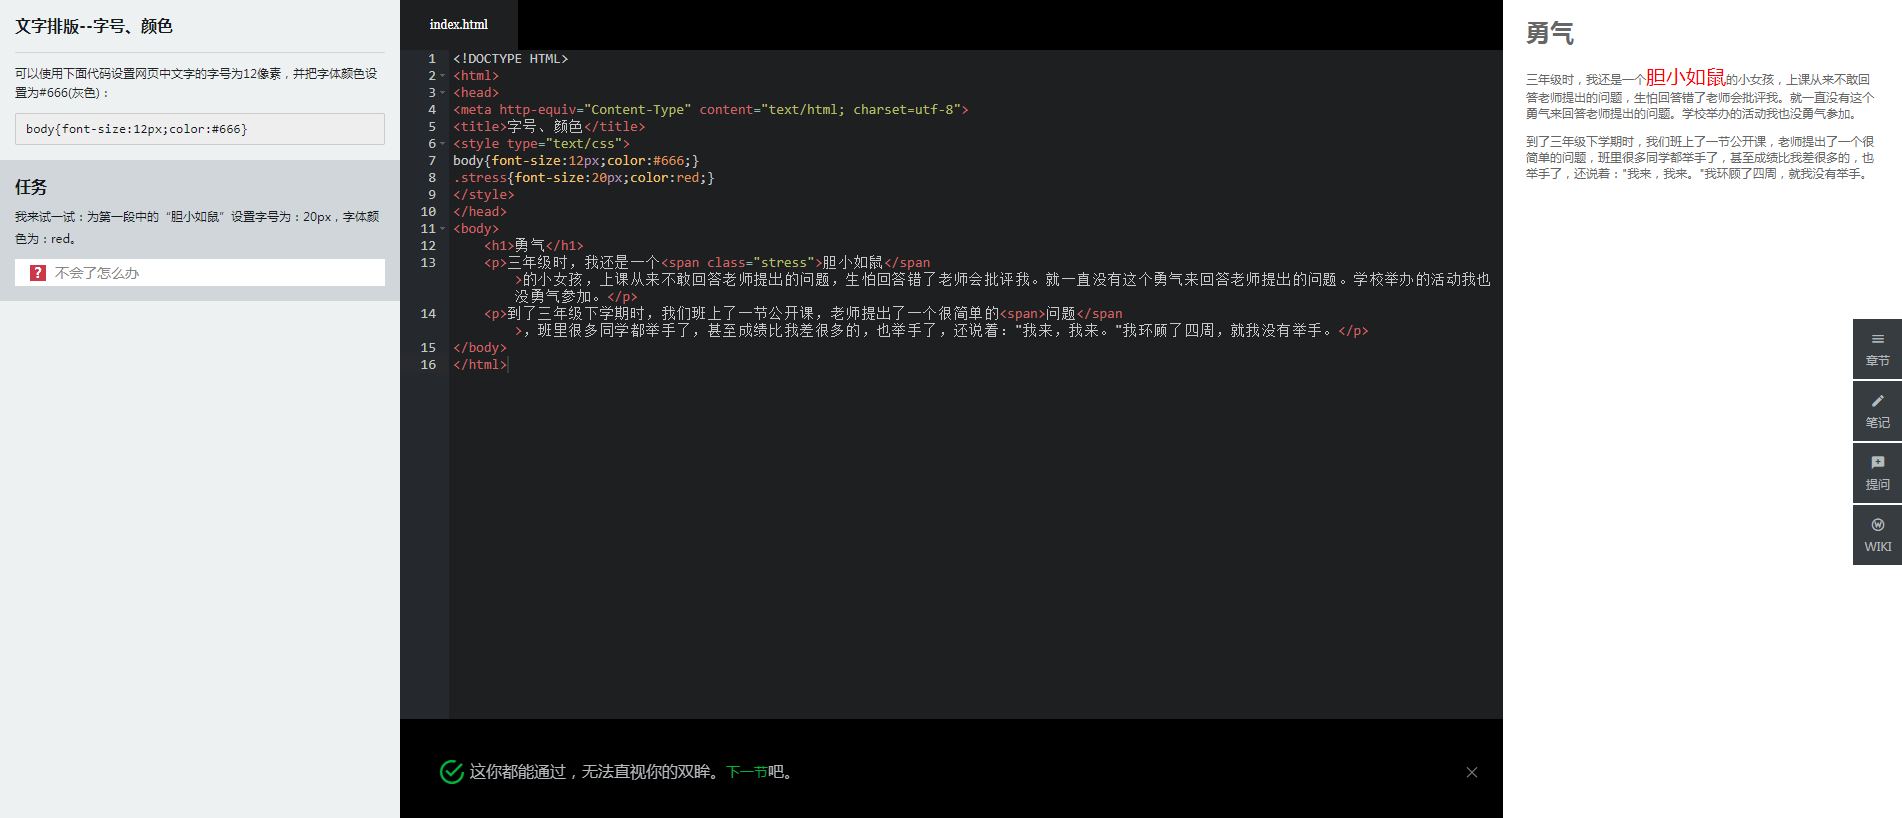 文字排版--字号、颜色
可以使用下面代码设置网页中文字的字号为12像素，并把字体颜色设
置为#666(灰色)：
body{font-size:12px;color:#666}
任务
我来试一试：为第一段中的“胆小如鼠”设置字号为：20px，字体颜
色为：red。
? 不会了怎么办
index.html
1 <!DOCTYPE HTML>
2 <html>
3 <head>
4 <meta http-equiv="Content-Type" content="text/html; charset=utf-8">
5 <title>字号、颜色</title>
6 <style type="text/css">
7 body{font-size:12px;color:#666;}
8 .stress{font-size:20px;color:red;}
9 </style>
10 </head>
11 <body>
12     <h1>勇气</h1>
13     <p>三年级时，我还是一个<span class="stress">胆小如鼠</span
>的小女孩，上课从来不敢回答老师提出的问题，生怕回答错了老师会批评我。就一直没有这个勇气来回答老师提出的问题。学校举办的活动我也
没勇气参加。</p>
14     <p>到了三年级下学期时，我们班上了一节公开课，老师提出了一个很简单的<span>问题</span
>，班里很多同学都举手了，甚至成绩比我差很多的，也举手了，还说着："我来，我来。"我环顾了四周，就我没有举手。</p>
15 </body>
16 </html>
这你都能通过，无法直视你的双眸。下一节吧。
勇气
三年级时，我还是一个胆小如鼠的小女孩，上课从来不敢回
答老师提出的问题，生怕回答错了老师会批评我。就一直没有这个
勇气来回答老师提出的问题。学校举办的活动我也没勇气参加。
到了三年级下学期时，我们班上了一节公开课，老师提出了一个很
简单的问题，班里很多同学都举手了，甚至成绩比我差很多的，也
举手了，还说着："我来，我来。"我环顾了四周，就我没有举手。
章节
笔记
提问
WIKI